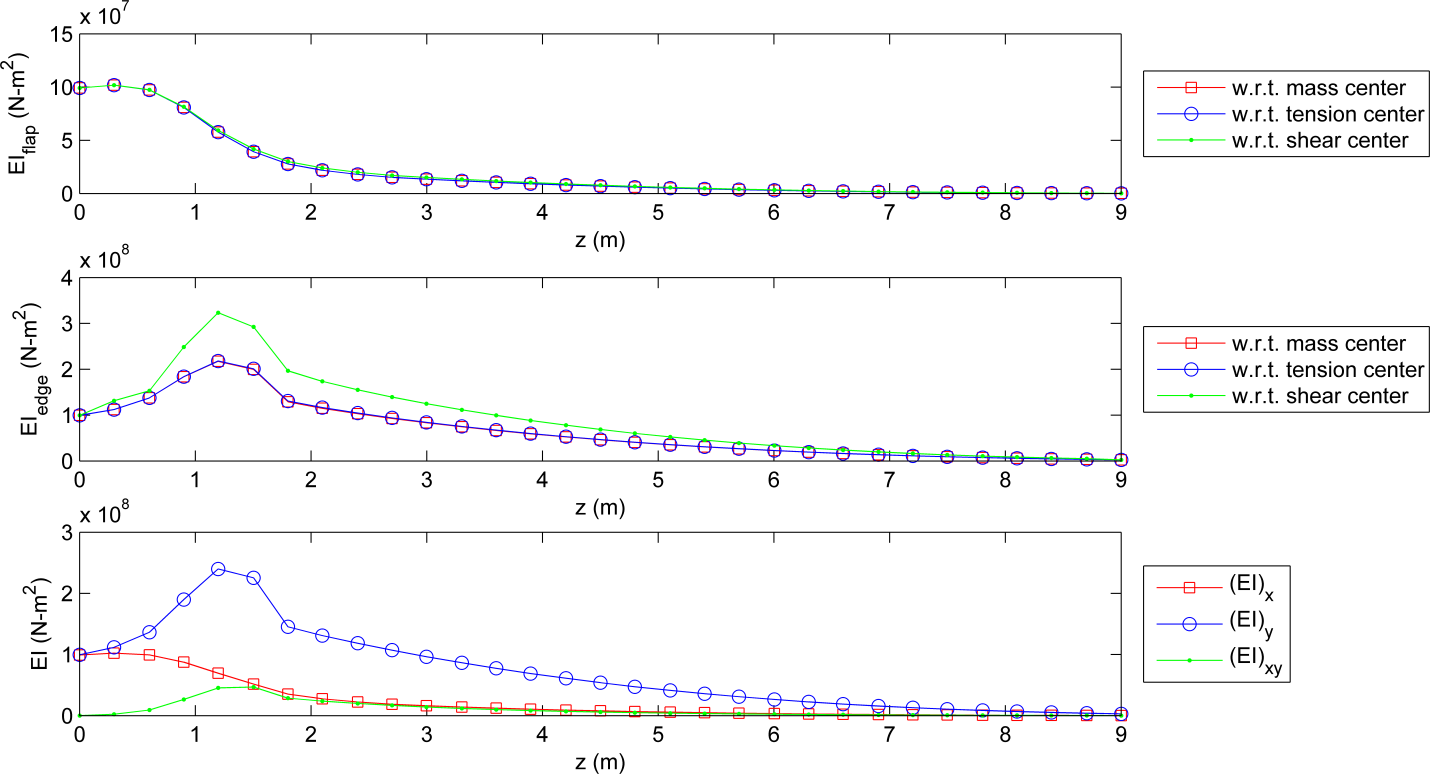 x 10^7
15
10
5
0
EI_flap (N-m^2)
0 1 2 3 4 5 6 7 8 9
z (m)
w.r.t. mass center
w.r.t. tension center
w.r.t. shear center
x 10^8
4
3
2
1
0
EI_edge (N-m^2)
0 1 2 3 4 5 6 7 8 9
z (m)
w.r.t. mass center
w.r.t. tension center
w.r.t. shear center
x 10^8
3
2
1
0
EI (N-m^2)
0 1 2 3 4 5 6 7 8 9
z (m)
(EI)_x
(EI)_y
(EI)_xy